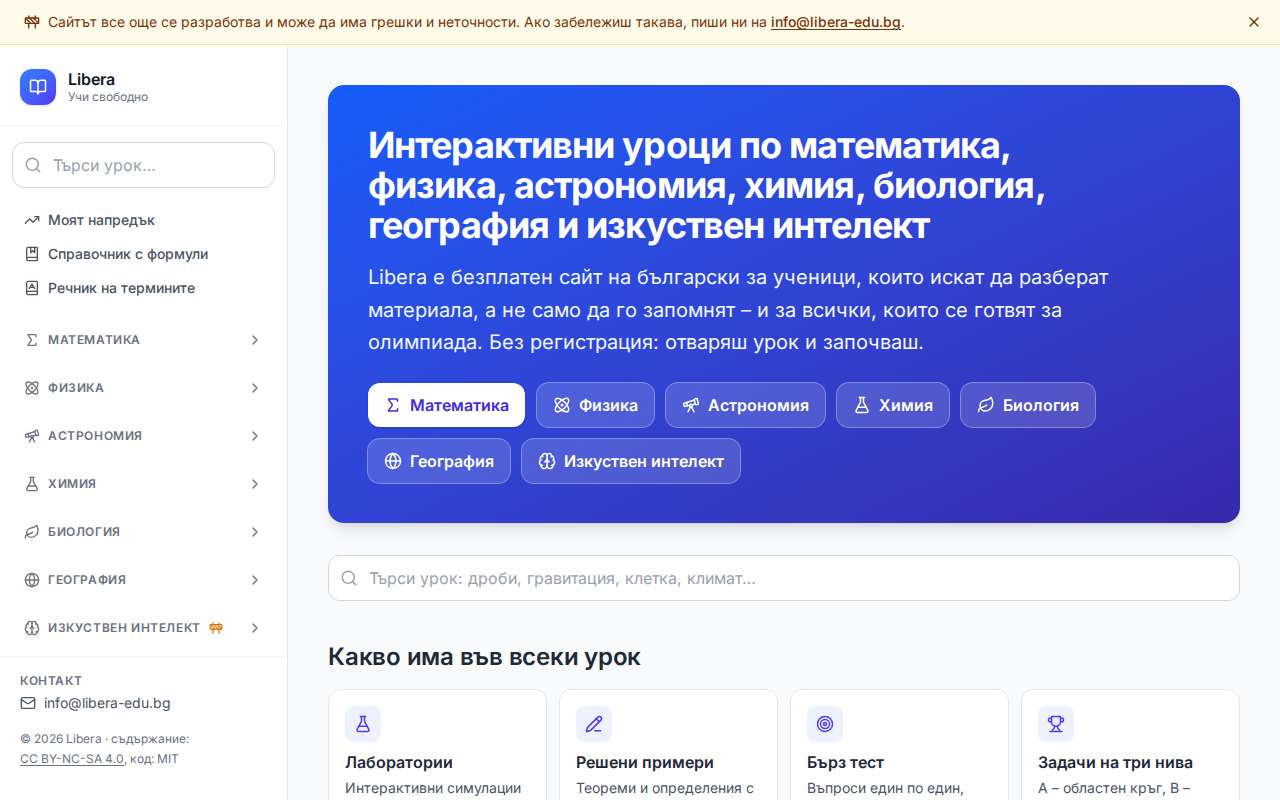 Сайтът все още се разработва и може да има грешки и неточности. Ако забележиш такава, пиши ни на info@libera-edu.bg.
Libera
Учи свободно
Търси урок...
Моят напредък
Справочник с формули
Речник на термините
МАТЕМАТИКА
ФИЗИКА
АСТРОНОМИЯ
ХИМИЯ
БИОЛОГИЯ
ГЕОГРАФИЯ
ИЗКУСТВЕН ИНТЕЛЕКТ
КОНТАКТ
info@libera-edu.bg
© 2026 Libera · съдържание:
CC BY-NC-SA 4.0, код: MIT
Интерактивни уроци по математика,
физика, астрономия, химия, биология,
география и изкуствен интелект
Libera е безплатен сайт на български за ученици, които искат да разберат
материала, а не само да го запомнят – и за всички, които се готвят за
олимпиада. Без регистрация: отваряш урок и започваш.
Математика Физика Астрономия Химия Биология
География Изкуствен интелект
Търси урок: дроби, гравитация, клетка, климат...
Какво има във всеки урок
Лаборатории
Интерактивни симулации
Решени примери
Теореми и определения с
Бърз тест
Въпроси един по един,
Задачи на три нива
А – областен кръг, В –